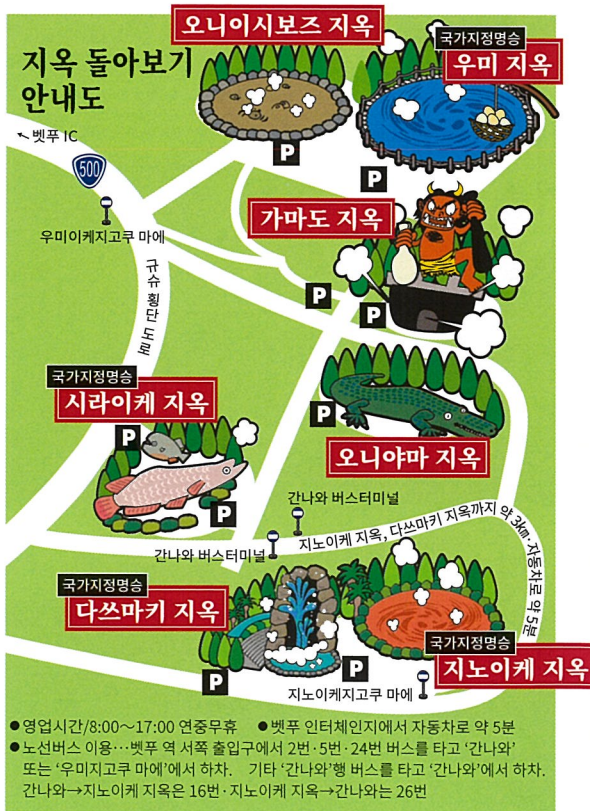 오니이시보즈 지옥
국가지정명승
우미 지옥
지옥 돌아보기
안내도
벳푸 IC
500
P
P
우미이케지고쿠 마에
가마도 지옥
규슈 횡단 도로
P
P
국가지정명승
시라이케 지옥
P
P
P
오니야마 지옥
간나와 버스터미널
간나와 버스터미널
지노이케 지옥, 다쓰마키 지옥까지 약 3km·자동차로 약 5분
국가지정명승
다쓰마키 지옥
P
P
국가지정명승
지노이케 지옥
지노이케지고쿠 마에
●영업시간/8:00~17:00 연중무휴 ●벳푸 인터체인지에서 자동차로 약 5분
●노선버스 이용…벳푸 역 서쪽 출입구에서 2번·5번·24번 버스를 타고 ‘간나와’
또는 ‘우미지고쿠 마에’에서 하차. 기타 ‘간나와’행 버스를 타고 ‘간나와’에서 하차.
간나와→지노이케 지옥은 16번·지노이케 지옥→간나와는 26번